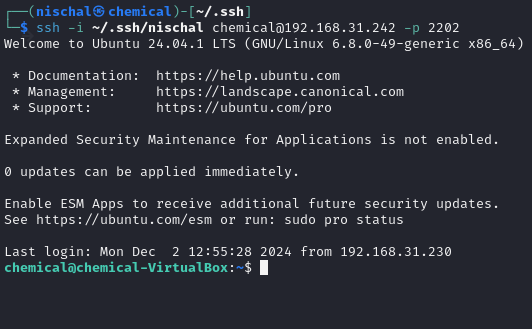 ┌──(nischal㉿chemical)-[~/.ssh]
└─$ ssh -i ~/.ssh/nischal chemical@192.168.31.242 -p 2202
Welcome to Ubuntu 24.04.1 LTS (GNU/Linux 6.8.0-49-generic x86_64)

 * Documentation:  https://help.ubuntu.com
 * Management:     https://landscape.canonical.com
 * Support:        https://ubuntu.com/pro

Expanded Security Maintenance for Applications is not enabled.

0 updates can be applied immediately.

Enable ESM Apps to receive additional future security updates.
See https://ubuntu.com/esm or run: sudo pro status

Last login: Mon Dec  2 12:55:28 2024 from 192.168.31.230
chemical@chemical-VirtualBox:~$